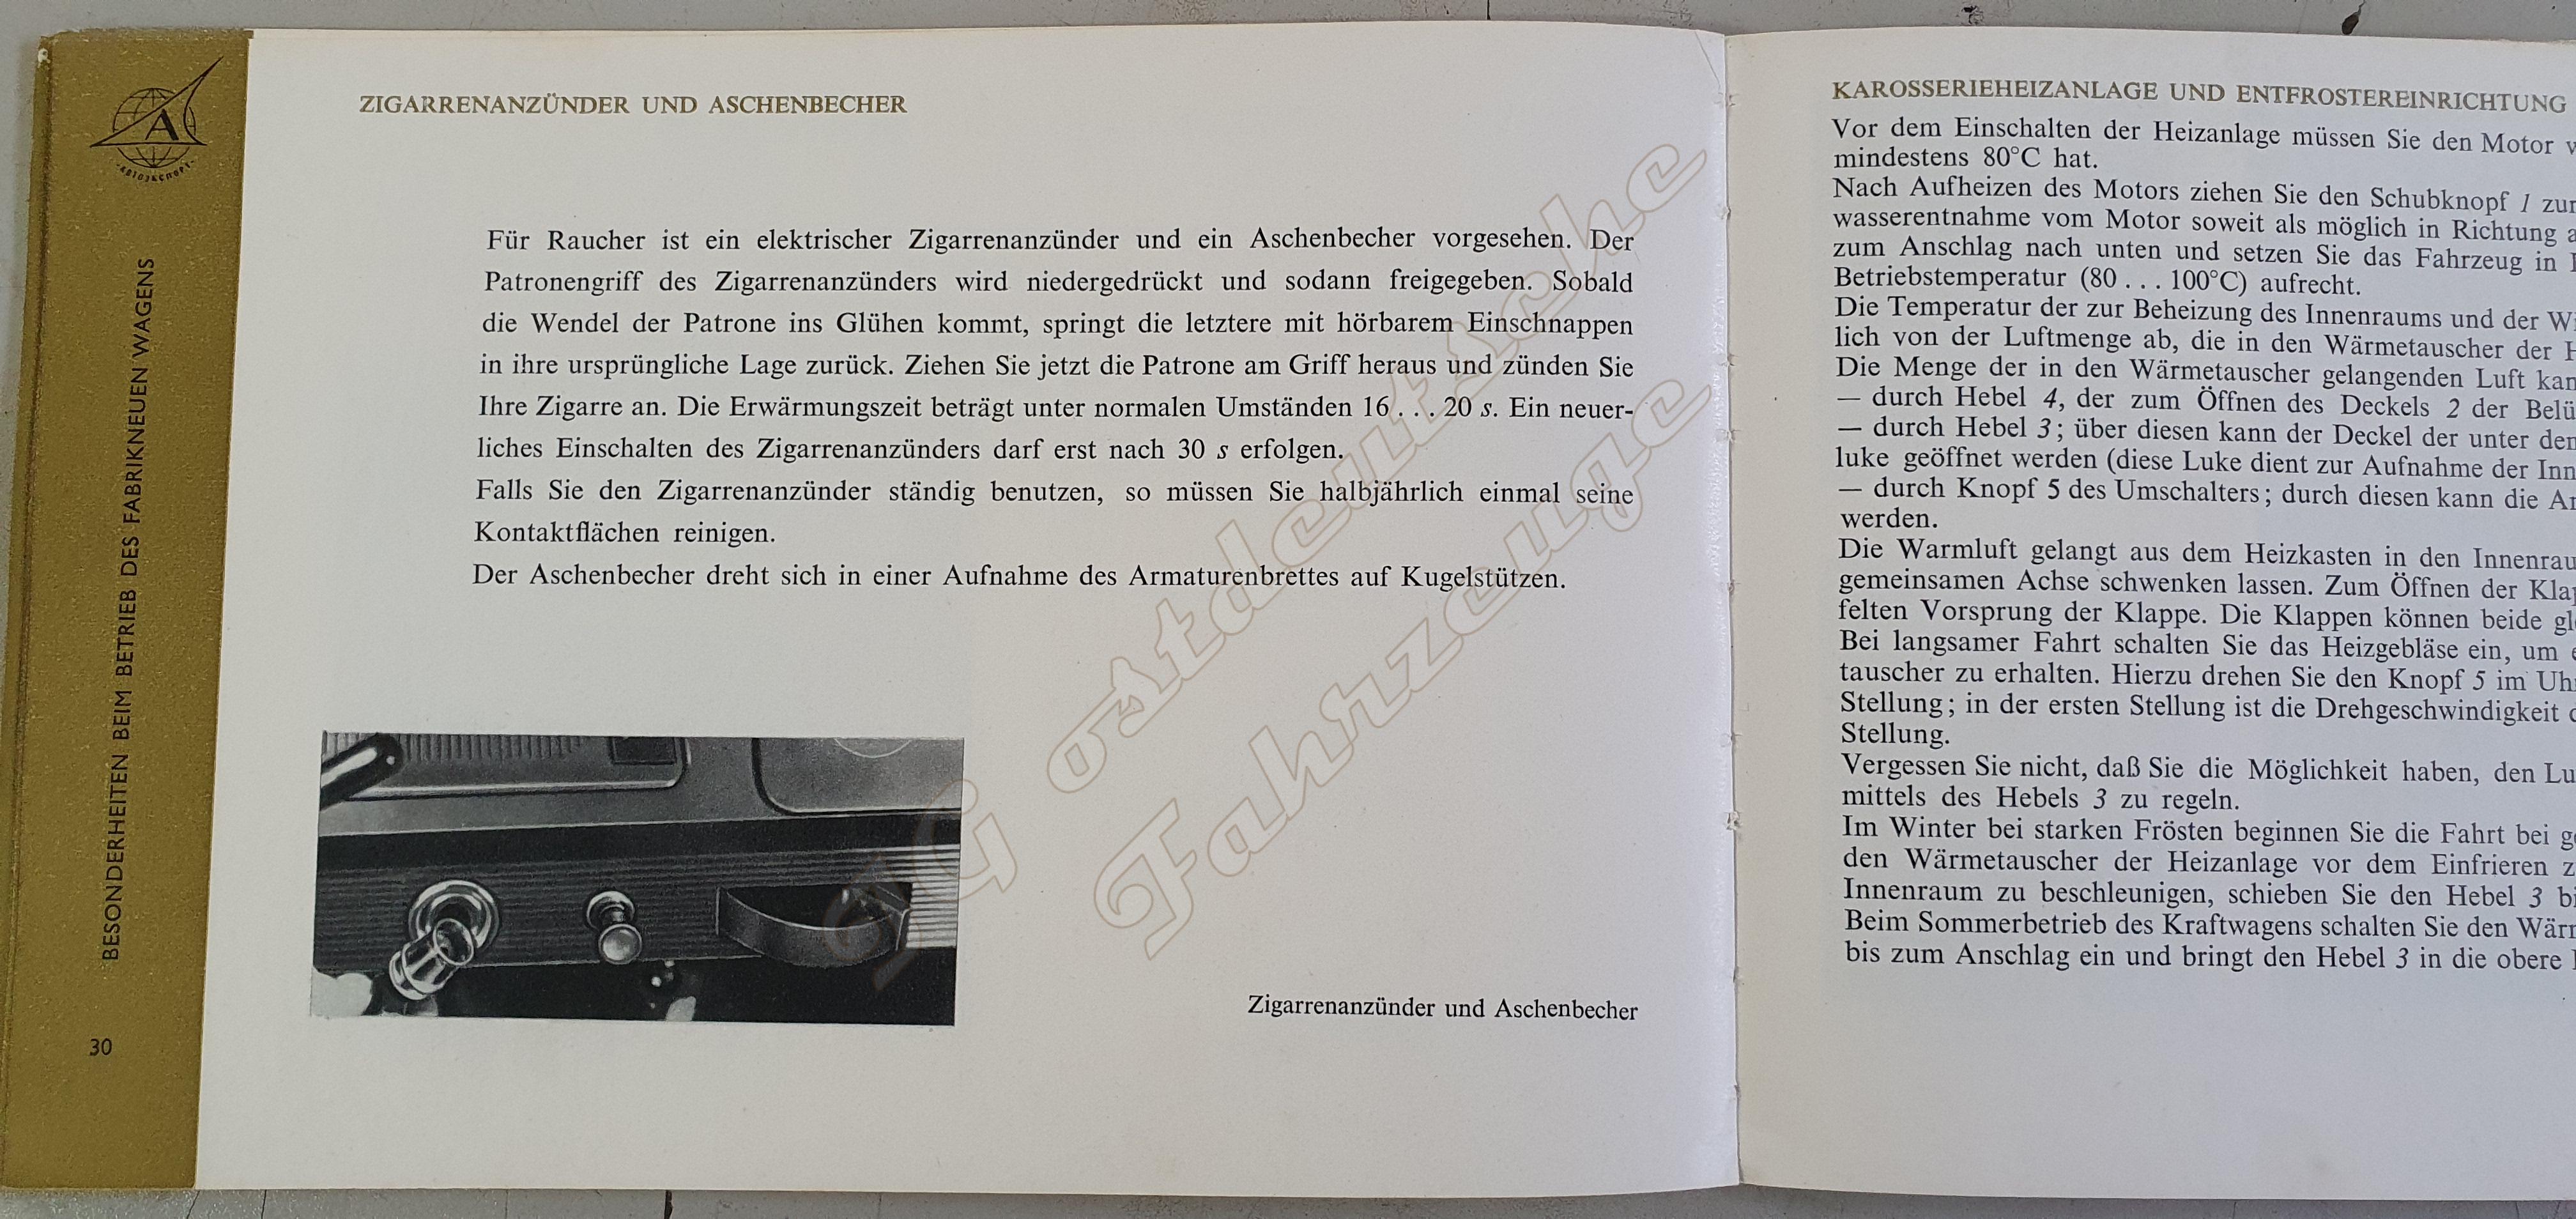 АВТОЭКСПОРТ
BESONDERHEITEN BEIM BETRIEB DES FABRIKNEUEN WAGENS
30
ZIGARRENANZÜNDER UND ASCHENBECHER
Für Raucher ist ein elektrischer Zigarrenanzünder und ein Aschenbecher vorgesehen. Der
Patronengriff des Zigarrenanzünders wird niedergedrückt und sodann freigegeben. Sobald
die Wendel der Patrone ins Glühen kommt, springt die letztere mit hörbarem Einschnappen
in ihre ursprüngliche Lage zurück. Ziehen Sie jetzt die Patrone am Griff heraus und zünden Sie
Ihre Zigarre an. Die Erwärmungszeit beträgt unter normalen Umständen 16 . . . 20 s. Ein neuer-
liches Einschalten des Zigarrenanzünders darf erst nach 30 s erfolgen.
Falls Sie den Zigarrenanzünder ständig benutzen, so müssen Sie halbjährlich einmal seine
Kontaktflächen reinigen.
Der Aschenbecher dreht sich in einer Aufnahme des Armaturenbrettes auf Kugelstützen.
Zigarrenanzünder und Aschenbecher
IG ostdeutsche
Fahrzeuge
KAROSSERIEHEIZANLAGE UND ENTFROSTEREINRICHTUNG
Vor dem Einschalten der Heizanlage müssen Sie den Motor
mindestens 80°C hat.
Nach Aufheizen des Motors ziehen Sie den Schubknopf 1 zur
wasserentnahme vom Motor soweit als möglich in Richtung
zum Anschlag nach unten und setzen Sie das Fahrzeug in
Betriebstemperatur (80 . . . 100°C) aufrecht.
Die Temperatur der zur Beheizung des Innenraums und der
lich von der Luftmenge ab, die in den Wärmetauscher der
Die Menge der in den Wärmetauscher gelangenden Luft
— durch Hebel 4, der zum Öffnen des Deckels 2 der
— durch Hebel 3; über diesen kann der Deckel der unter
luke geöffnet werden (diese Luke dient zur Aufnahme der
— durch Knopf 5 des Umschalters; durch diesen kann die
werden.
Die Warmluft gelangt aus dem Heizkasten in den
gemeinsamen Achse schwenken lassen. Zum Öffnen der
felten Vorsprung der Klappe. Die Klappen können beide
Bei langsamer Fahrt schalten Sie das Heizgebläse ein, um
tauscher zu erhalten. Hierzu drehen Sie den Knopf 5 im
Stellung; in der ersten Stellung ist die Drehgeschwindigkeit
Stellung.
Vergessen Sie nicht, daß Sie die Möglichkeit haben, den
mittels des Hebels 3 zu regeln.
Im Winter bei starken Frösten beginnen Sie die Fahrt bei
den Wärmetauscher der Heizanlage vor dem Einfrieren
Innenraum zu beschleunigen, schieben Sie den Hebel 3
Beim Sommerbetrieb des Kraftwagens schalten Sie den
bis zum Anschlag ein und bringt den Hebel 3 in die obere